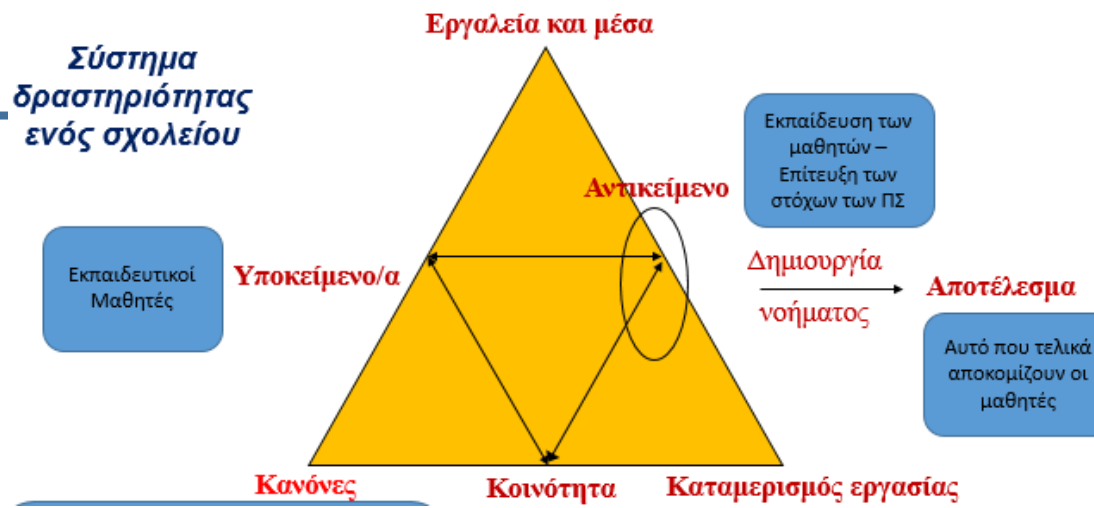 Εργαλεία και μέσα
Σύστημα
δραστηριότητας
ενός σχολείου
Εκπαίδευση των
μαθητών –
Επίτευξη των
στόχων των ΠΣ
Αντικείμενο
Εκπαιδευτικοί
Μαθητές
Υποκείμενο/α
Δημιουργία
νοήματος
Αποτέλεσμα
Αυτό που τελικά
αποκομίζουν οι
μαθητές
Κανόνες
Κοινότητα
Καταμερισμός εργασίας